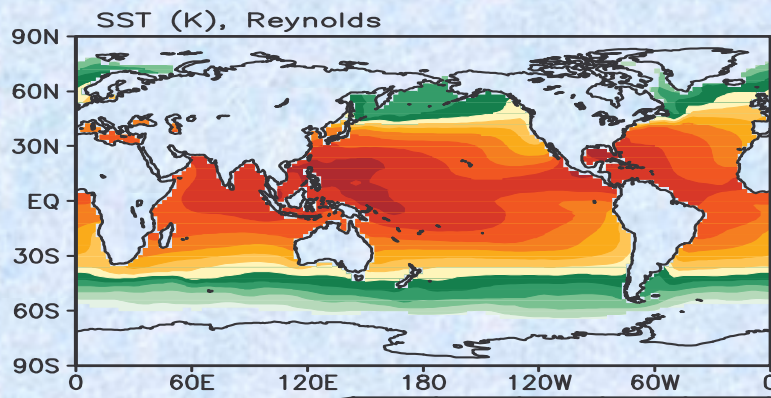 SST (K), Reynolds
90N
60N
30N
EQ
30S
60S
90S
0 60E 120E 180 120W 60W 0